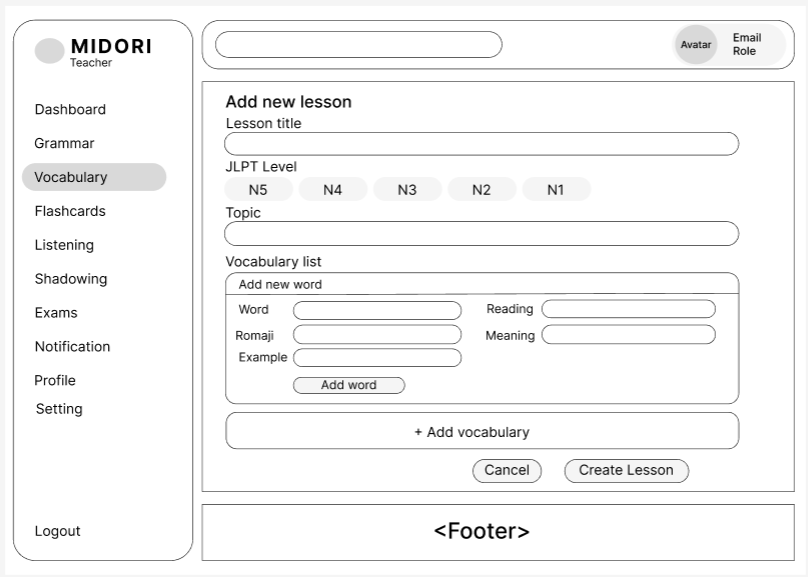 MIDORI
Teacher
Dashboard
Grammar
Vocabulary
Flashcards
Listening
Shadowing
Exams
Notification
Profile
Setting
Logout
Avatar
Email
Role
Add new lesson
Lesson title
JLPT Level
N5 N4 N3 N2 N1
Topic
Vocabulary list
Add new word
Word Reading
Romaji Meaning
Example
Add word
+ Add vocabulary
Cancel Create Lesson
<Footer>